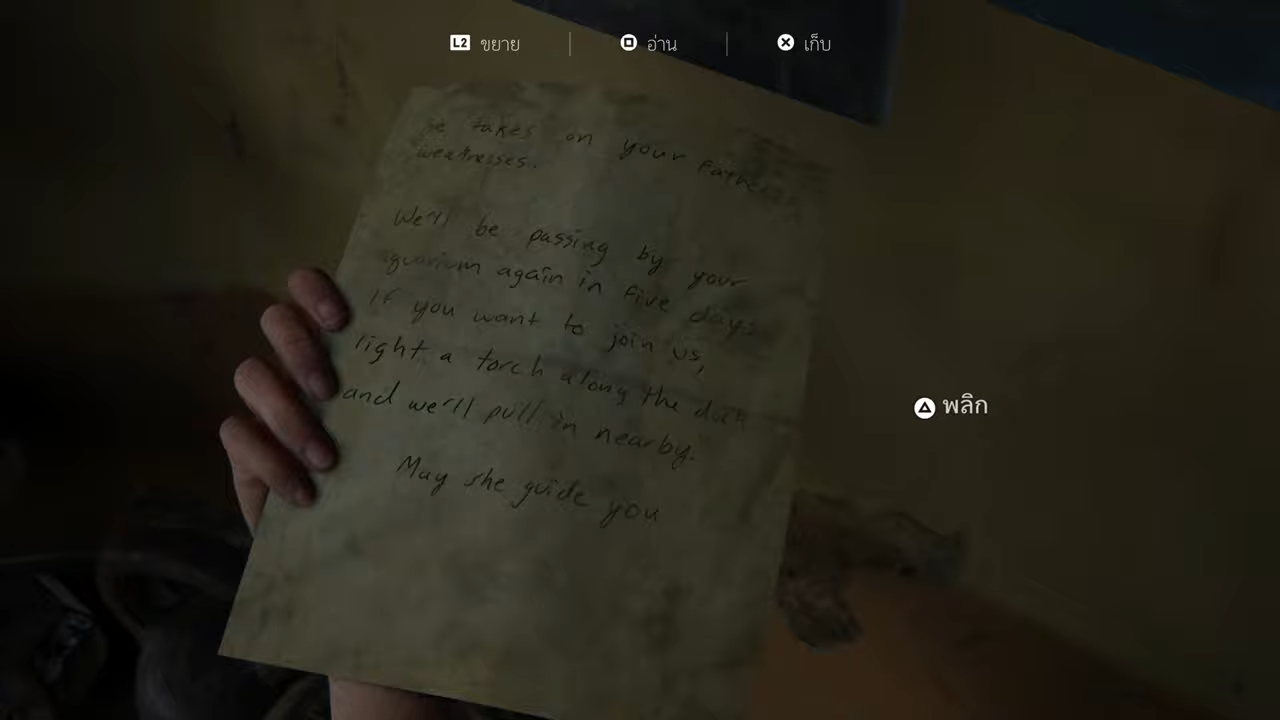 L2 ขยาย
อ่าน
เก็บ
takes on your Father's
weaknesses.
We'll be passing by your
aquarium again in five days.
If you want to join us,
light a torch along the dock
and we'll pull in nearby.
May she guide you
พลิก